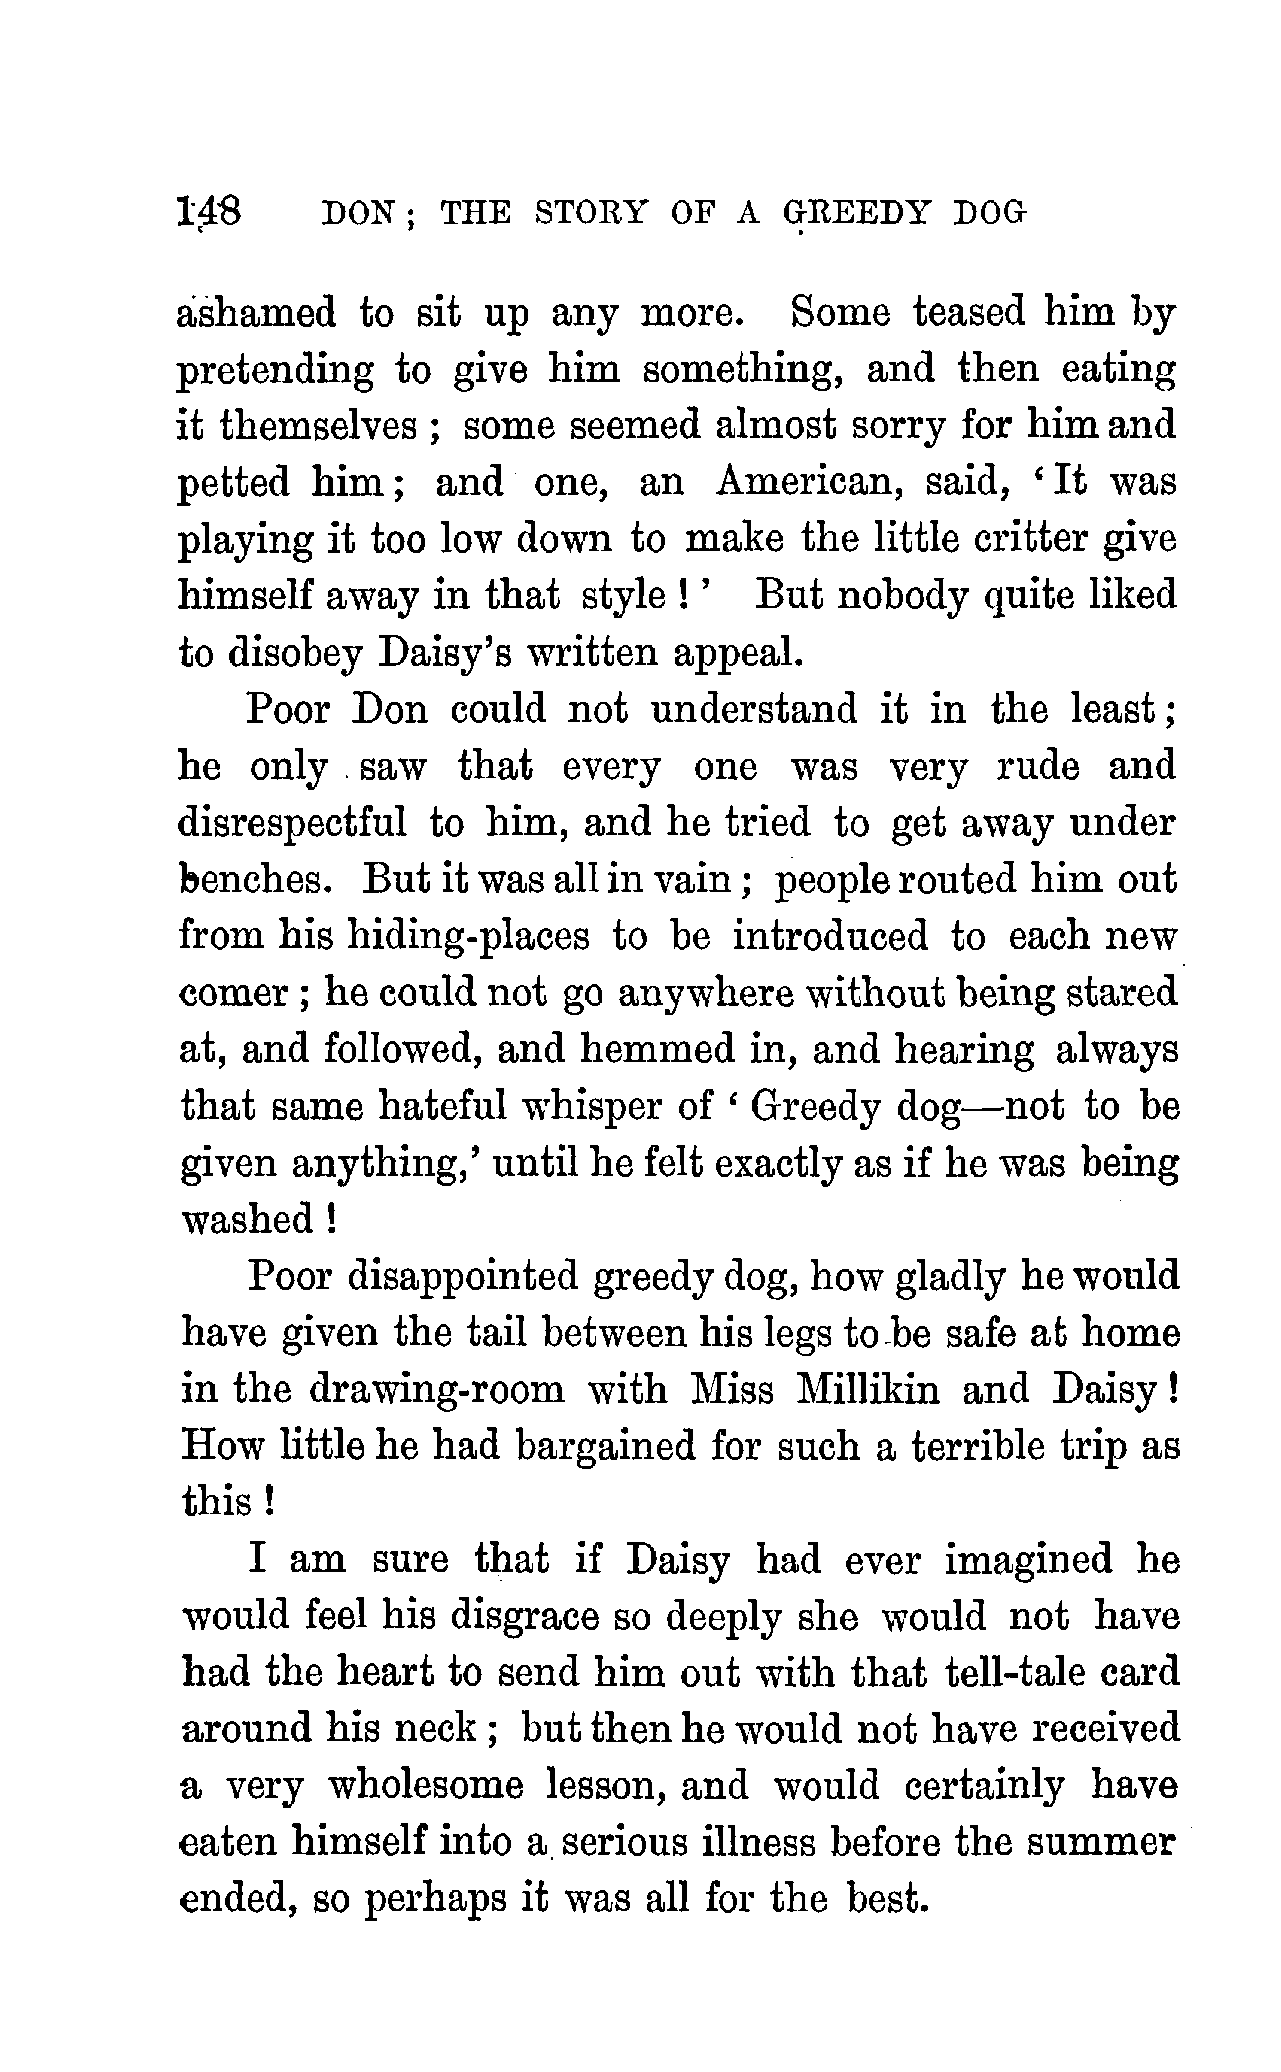 148 DON ; THE STORY OF A GREEDY DOG
ashamed to sit up any more. Some teased him by
pretending to give him something, and then eating
it themselves ; some seemed almost sorry for him and
petted him ; and one, an American, said, ‘ It was
playing it too low down to make the little critter give
himself away in that style ! ’ But nobody quite liked
to disobey Daisy’s written appeal.
Poor Don could not understand it in the least ;
he only saw that every one was very rude and
disrespectful to him, and he tried to get away under
benches. But it was all in vain ; people routed him out
from his hiding-places to be introduced to each new
comer ; he could not go anywhere without being stared
at, and followed, and hemmed in, and hearing always
that same hateful whisper of ‘ Greedy dog—not to be
given anything,’ until he felt exactly as if he was being
washed !
Poor disappointed greedy dog, how gladly he would
have given the tail between his legs to be safe at home
in the drawing-room with Miss Millikin and Daisy !
How little he had bargained for such a terrible trip as
this !
I am sure that if Daisy had ever imagined he
would feel his disgrace so deeply she would not have
had the heart to send him out with that tell-tale card
around his neck ; but then he would not have received
a very wholesome lesson, and would certainly have
eaten himself into a serious illness before the summer
ended, so perhaps it was all for the best.